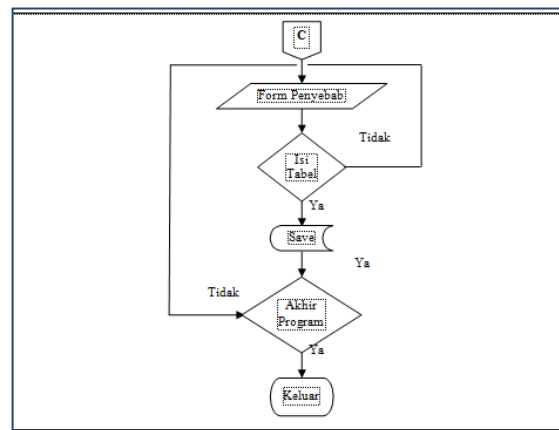 C
Form Penyebab
Tidak
Isi
Tabel
Ya
Save
Ya
Tidak
Akhir
Program
Ya
Keluar